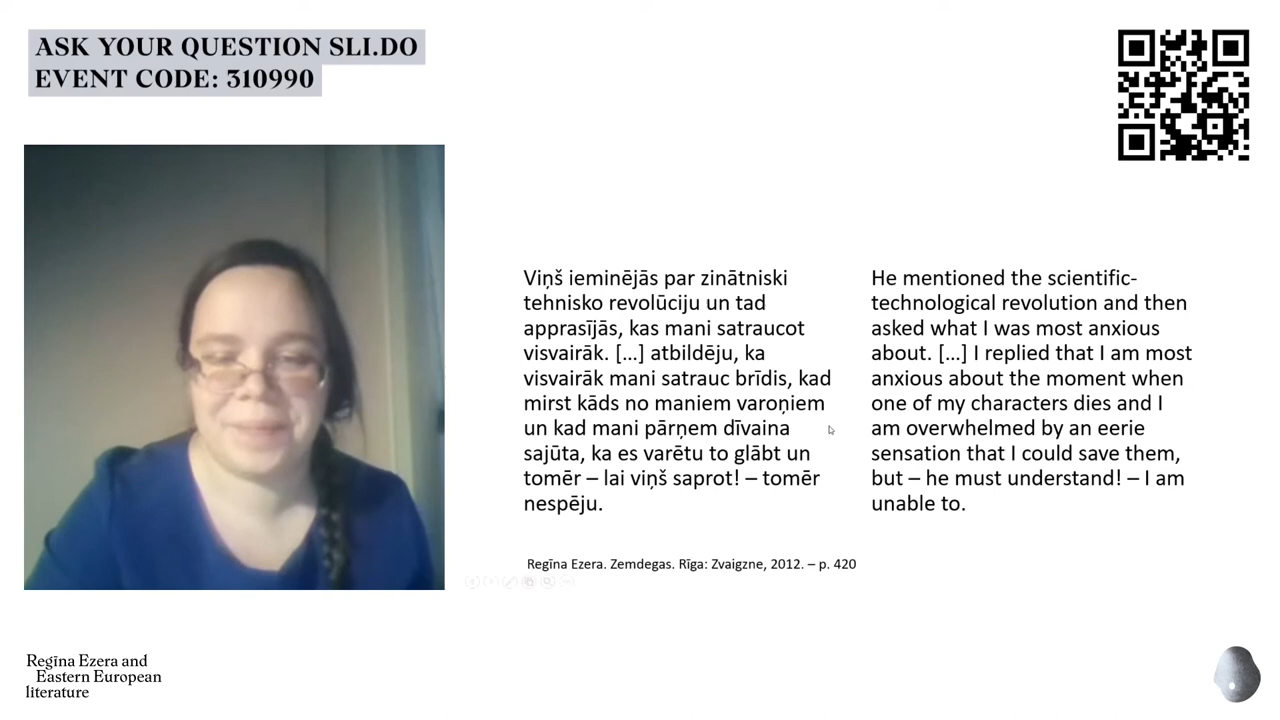 ASK YOUR QUESTION SLI.DO
EVENT CODE: 310990
Viņš ieminējās par zinātniski
tehnisko revolūciju un tad
apprasījās, kas mani satraucot
visvairāk. […] atbildēju, ka
visvairāk mani satrauc brīdis, kad
mirst kāds no maniem varoņiem
un kad mani pārņem dīvaina
sajūta, ka es varētu to glābt un
tomēr – lai viņš saprot! – tomēr
nespēju.
He mentioned the scientific-
technological revolution and then
asked what I was most anxious
about. […] I replied that I am most
anxious about the moment when
one of my characters dies and I
am overwhelmed by an eerie
sensation that I could save them,
but – he must understand! – I am
unable to.
Regīna Ezera. Zemdegas. Rīga: Zvaigzne, 2012. – p. 420
Regīna Ezera and
Eastern European
literature